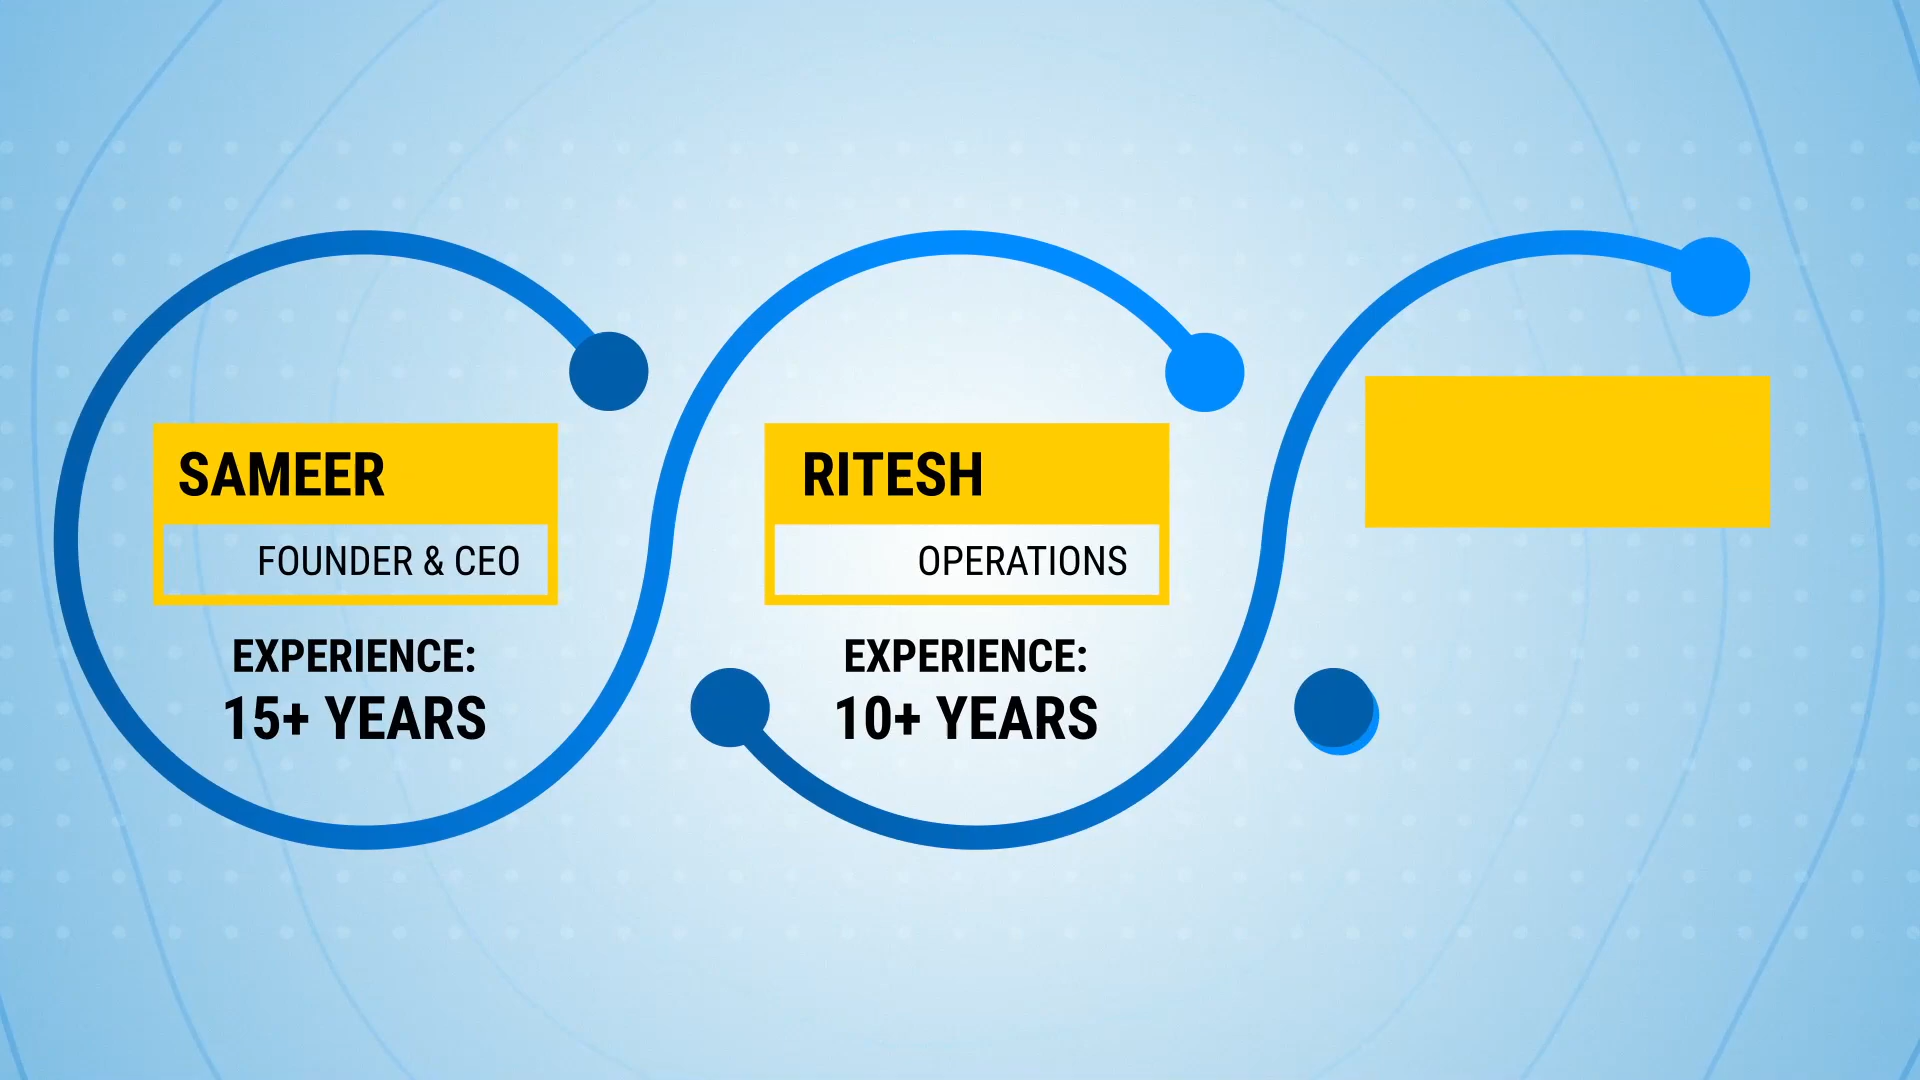 SAMEER
FOUNDER & CEO
EXPERIENCE:
15+ YEARS
RITESH
OPERATIONS
EXPERIENCE:
10+ YEARS